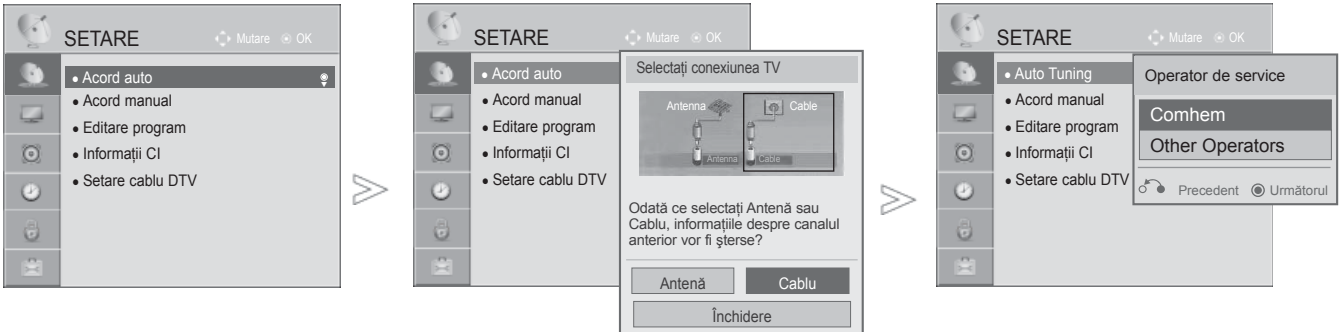 SETARE
Mutare OK
Acord auto
Acord manual
Editare program
Informații CI
Setare cablu DTV
SETARE
Mutare OK
Acord auto
Acord manual
Editare program
Informații CI
Setare cablu DTV
Selectați conexiunea TV
Antenna Cable
Antenna Cable
Odată ce selectați Antenă sau
Cablu, informațiile despre canalul
anterior vor fi şterse?
Antenă Cablu
Închidere
SETARE
Mutare OK
Auto Tuning
Acord manual
Editare program
Informații CI
Setare cablu DTV
Operator de service
Comhem
Other Operators
Precedent Următorul